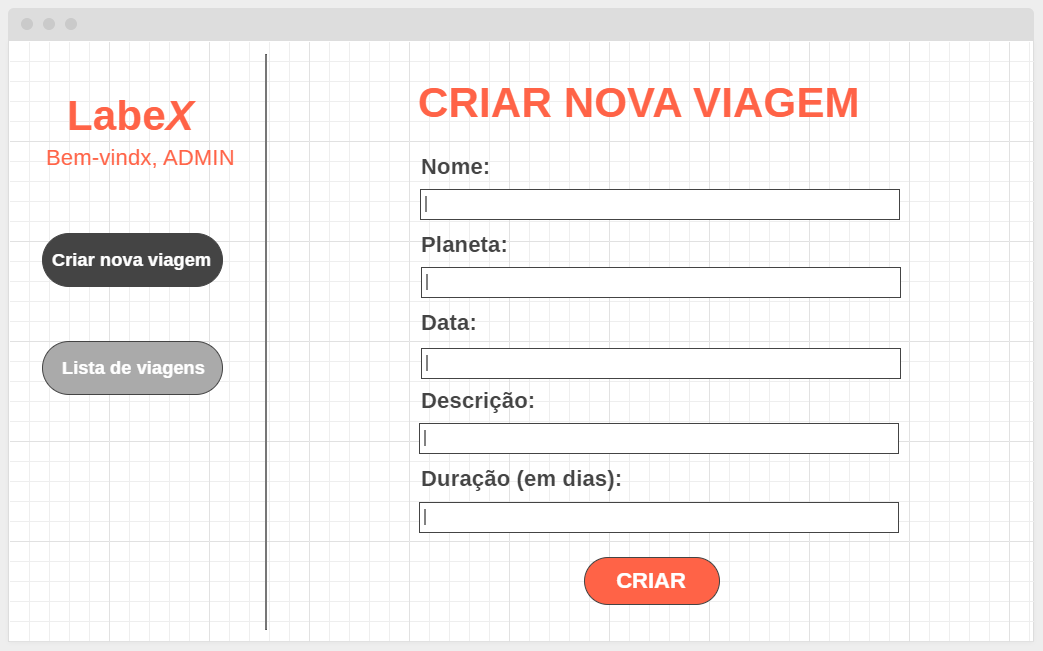 LabeX
Bem-vindx, ADMIN
Criar nova viagem
Lista de viagens
CRIAR NOVA VIAGEM
Nome:
Planeta:
Data:
Descrição:
Duração (em dias):
CRIAR